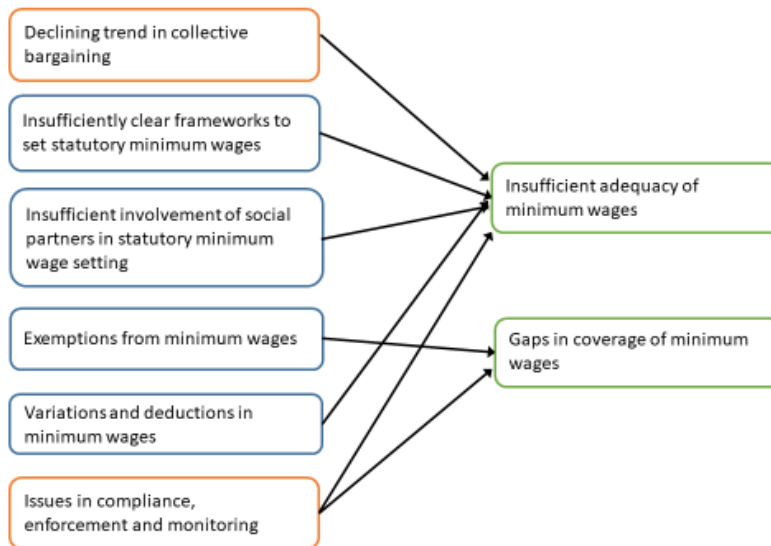 Declining trend in collective
bargaining
Insufficiently clear frameworks to
set statutory minimum wages
Insufficient involvement of social
partners in statutory minimum
wage setting
Exemptions from minimum wages
Variations and deductions in
minimum wages
Issues in compliance,
enforcement and monitoring
Insufficient adequacy of
minimum wages
Gaps in coverage of minimum
wages